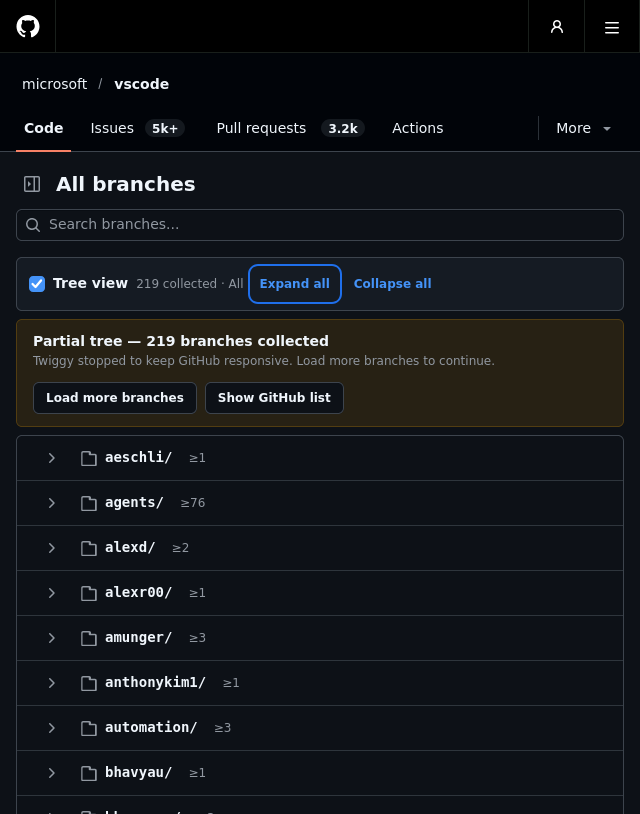 microsoft / vscode
Code Issues 5k+ Pull requests 3.2k Actions More
All branches
Search branches...
Tree view 219 collected · All Expand all Collapse all
Partial tree — 219 branches collected
Twiggy stopped to keep GitHub responsive. Load more branches to continue.
Load more branches Show GitHub list
aeschli/ ≥1
agents/ ≥76
alexd/ ≥2
alexr00/ ≥1
amunger/ ≥3
anthonykim1/ ≥1
automation/ ≥3
bhavyau/ ≥1